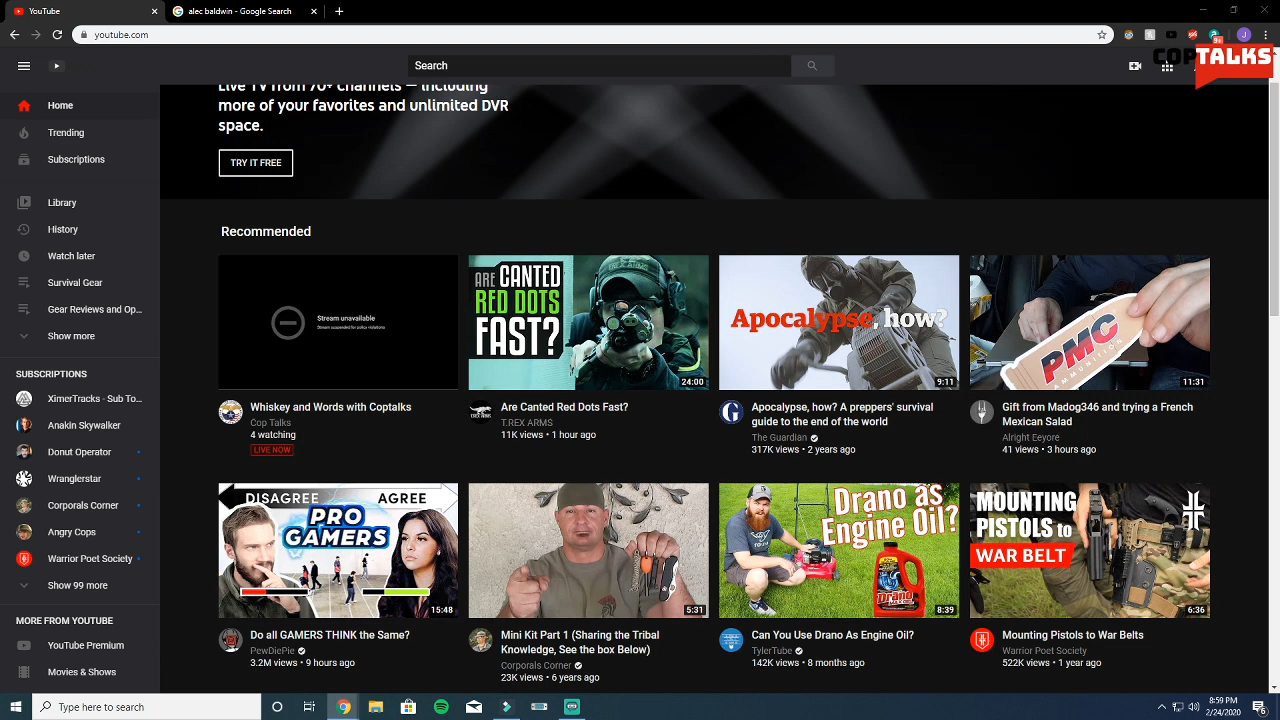 YouTube
alec baldwin - Google Search
youtube.com
J
9+
COPTALKS
Search
Live TV from 70+ channels — including
more of your favorites and unlimited DVR
space.
TRY IT FREE
Home
Trending
Subscriptions
Library
History
Watch later
Survival Gear
Gear Reviews and Op...
Show more
SUBSCRIPTIONS
XimerTracks - Sub To...
Anakin Skywalker
Donut Operator
Wranglerstar
Corporals Corner
Angry Cops
Warrior Poet Society
Show 99 more
MORE FROM YOUTUBE
YouTube Premium
Movies & Shows
Recommended
Stream unavailable
Stream suspended for policy violations.
Whiskey and Words with Coptalks
Cop Talks
4 watching
LIVE NOW
ARE CANTED
RED DOTS
FAST?
24:00
Are Canted Red Dots Fast?
T.REX ARMS
11K views • 1 hour ago
Apocalypse, how?
9:11
Apocalypse, how? A preppers' survival
guide to the end of the world
The Guardian
317K views • 2 years ago
PMC
AMMUNITION
11:31
Gift from Madog346 and trying a French
Mexican Salad
Alright Eeyore
41 views • 3 hours ago
DISAGREE
AGREE
PRO
GAMERS
15:48
Do all GAMERS THINK the Same?
PewDiePie
3.2M views • 9 hours ago
5:31
Mini Kit Part 1 (Sharing the Tribal
Knowledge, See the box Below)
Corporals Corner
23K views • 6 years ago
Drano as
Engine Oil?
Drano
8:39
Can You Use Drano As Engine Oil?
TylerTube
142K views • 8 months ago
MOUNTING
PISTOLS to
WAR BELT
6:36
Mounting Pistols to War Belts
Warrior Poet Society
522K views • 1 year ago
Type here to search
8:59 PM
2/24/2020
6